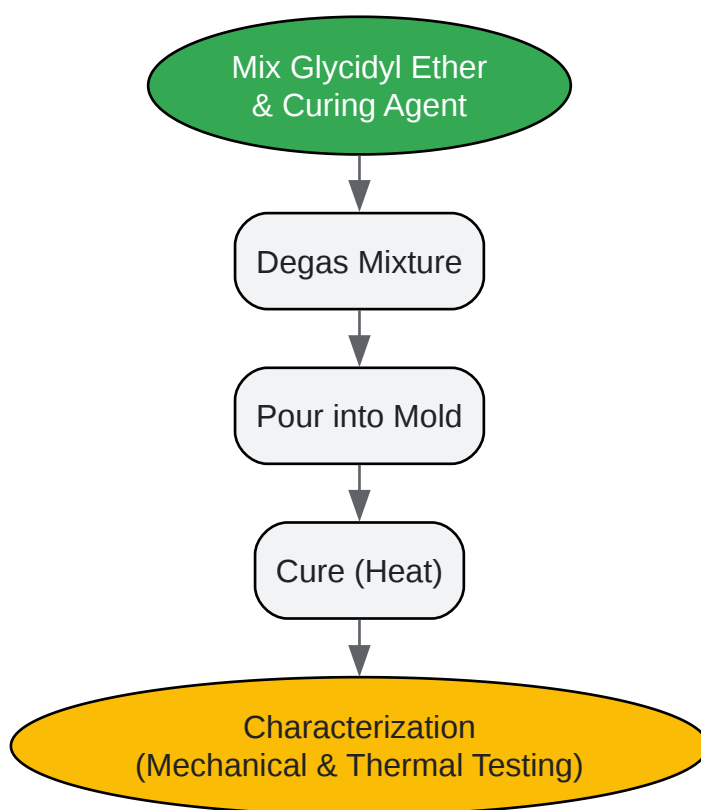 Mix Glycidyl Ether
& Curing Agent
Degas Mixture
Pour into Mold
Cure (Heat)
Characterization
(Mechanical & Thermal Testing)